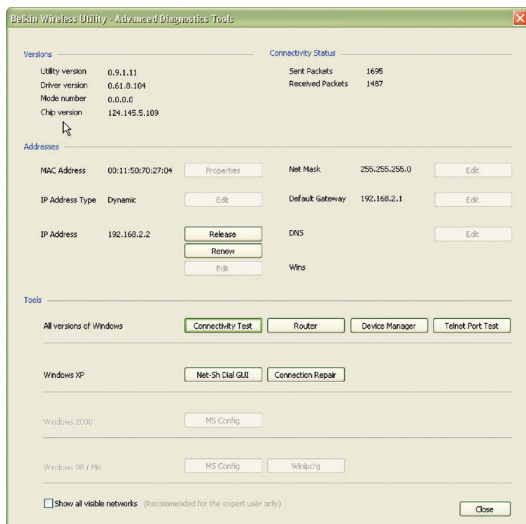 Belkin Wireless Utility - Advanced Diagnostics Tools
Versions
Utility version 0.9.1.11
Driver version 0.61.8.104
Mode number 0.0.0.0
Chip version 124.145.5.109
Connectivity Status
Sent Packets 1695
Received Packets 1487
Addresses
MAC Address 00:11:50:70:27:04 Properties Net Mask 255.255.255.0 Edit
IP Address Type Dynamic Edit Default Gateway 192.168.2.1 Edit
IP Address 192.168.2.2 Release DNS Edit
Renew
Edit Wins
Tools
All versions of Windows Connectivity Test Router Device Manager Telnet Port Test
Windows XP Net-Sh Dial GUI Connection Repair
Windows 2000 MS Config
Windows 98 / Me MS Config Winipcfg
Show all visible networks (Recommended for the expert user only)
Close